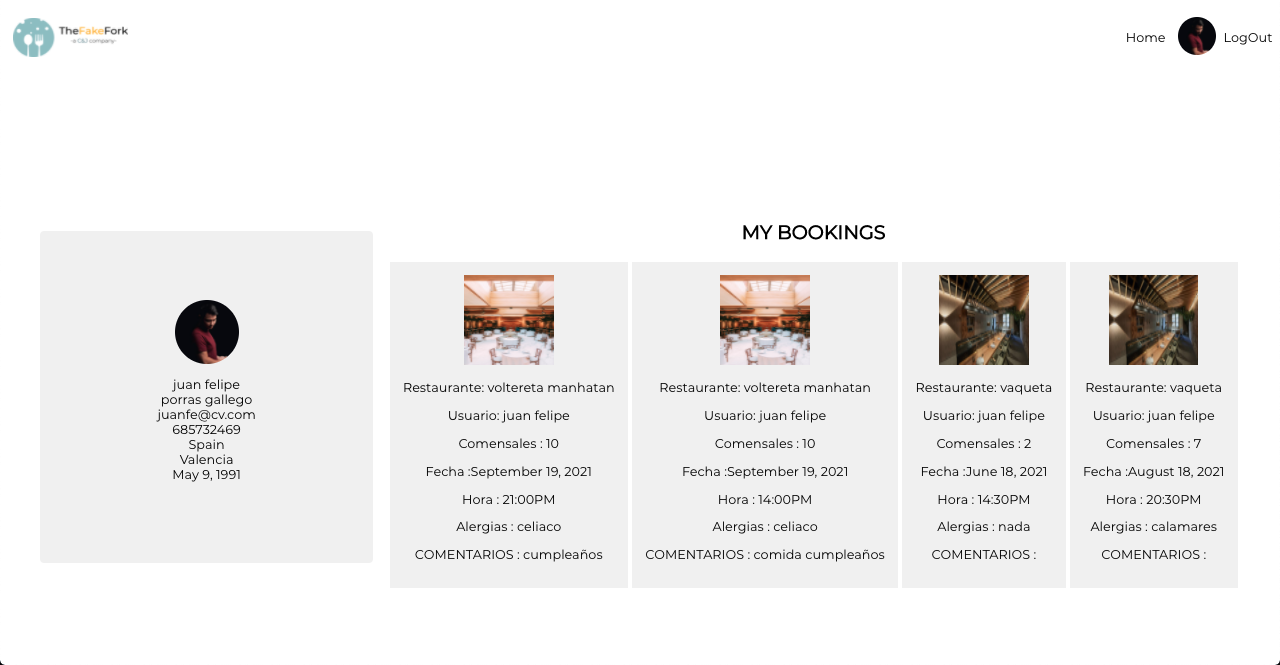 TheFakeFork
-a C&J company-
Home
LogOut
juan felipe
porras gallego
juanfe@cv.com
685732469
Spain
Valencia
May 9, 1991
MY BOOKINGS
Restaurante: voltereta manhatan
Usuario: juan felipe
Comensales : 10
Fecha :September 19, 2021
Hora : 21:00PM
Alergias : celiaco
COMENTARIOS : cumpleaños
Restaurante: voltereta manhatan
Usuario: juan felipe
Comensales : 10
Fecha :September 19, 2021
Hora : 14:00PM
Alergias : celiaco
COMENTARIOS : comida cumpleaños
Restaurante: vaqueta
Usuario: juan felipe
Comensales : 2
Fecha :June 18, 2021
Hora : 14:30PM
Alergias : nada
COMENTARIOS :
Restaurante: vaqueta
Usuario: juan felipe
Comensales : 7
Fecha :August 18, 2021
Hora : 20:30PM
Alergias : calamares
COMENTARIOS :